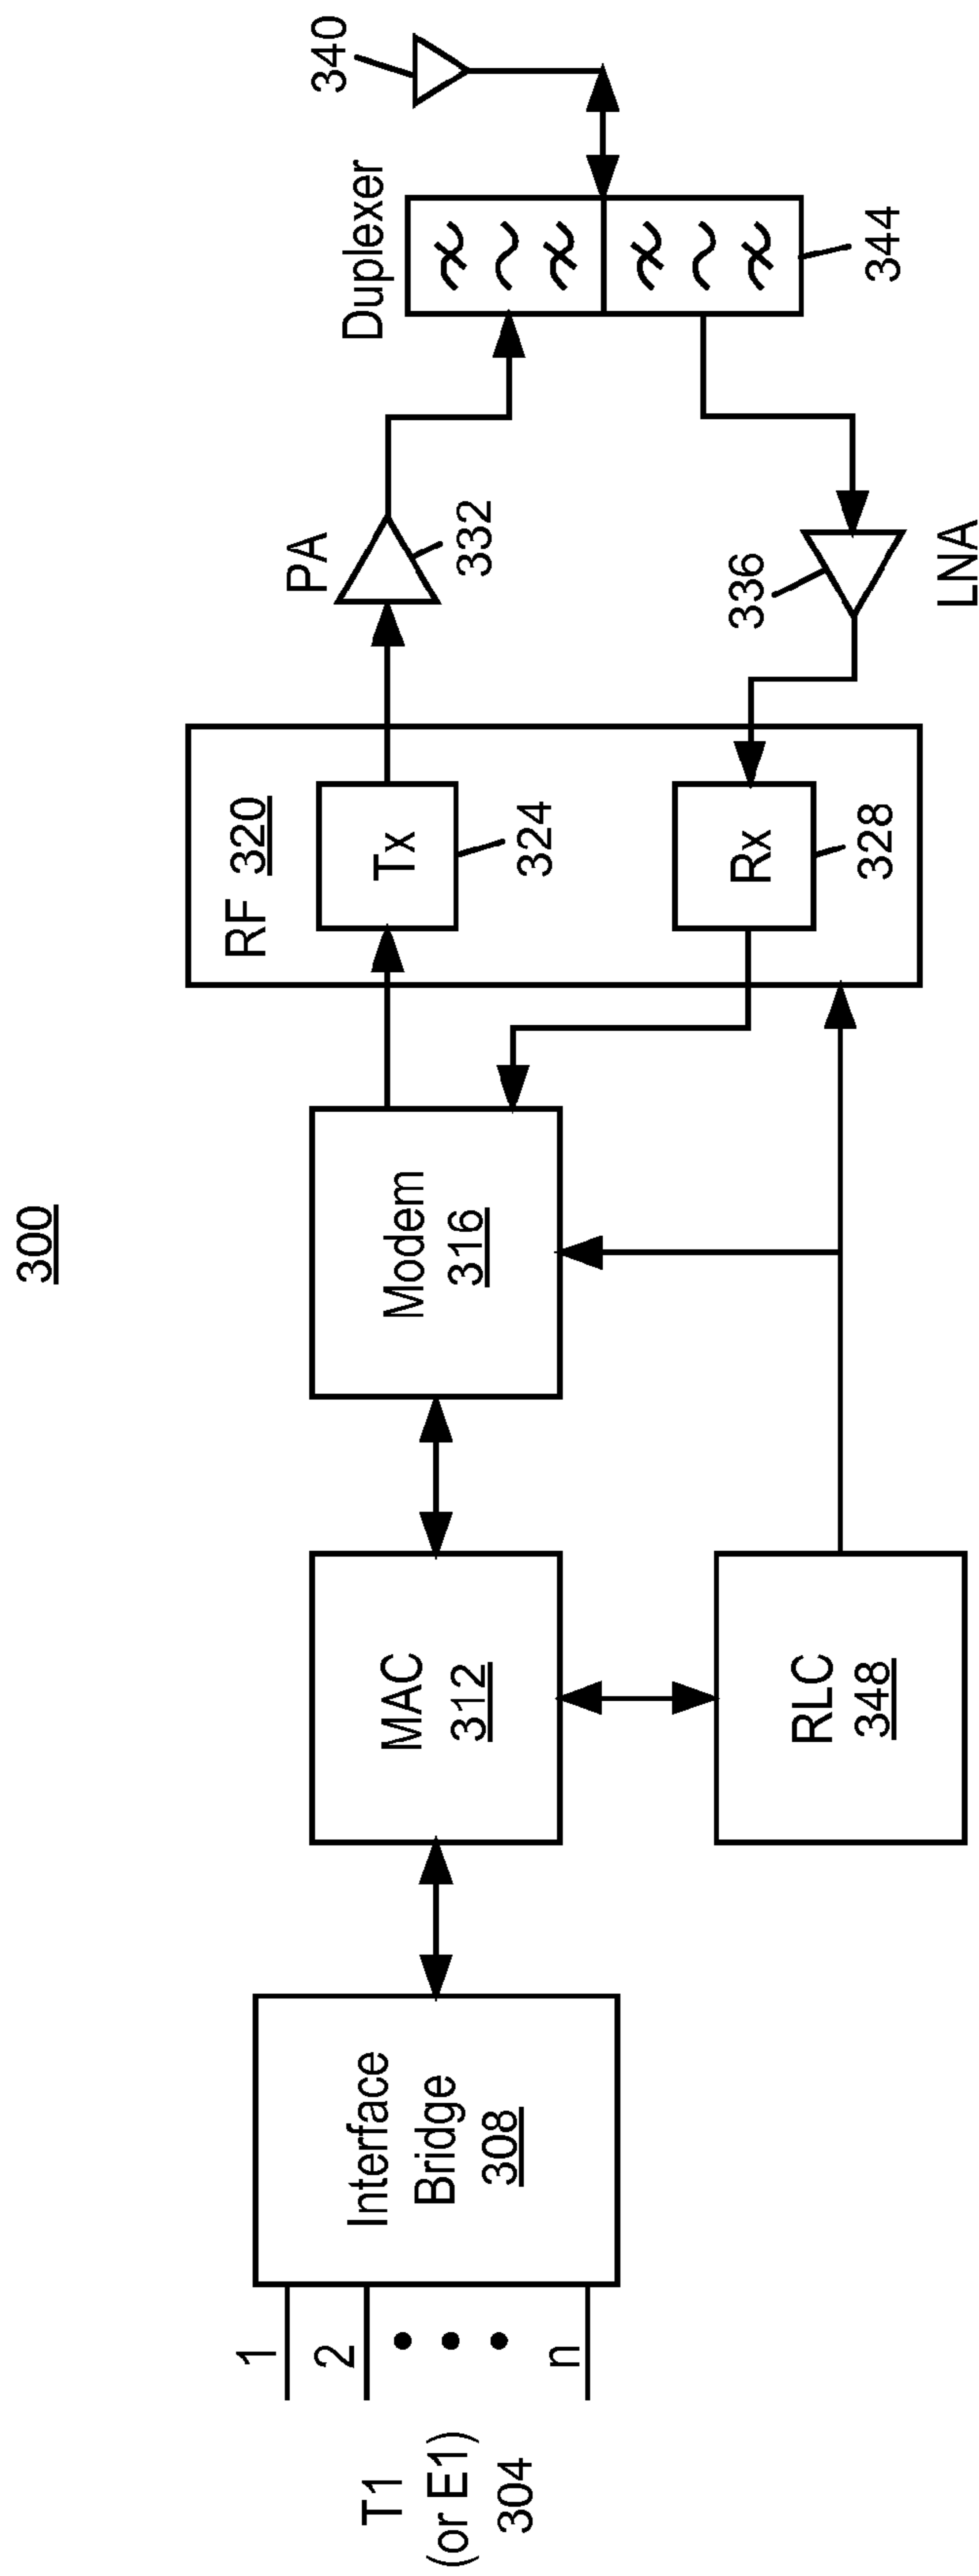 300
T1
(or E1)
304
1
2
n
Interface
Bridge
308
MAC
312
RLC
348
Modem
316
RF 320
Tx
324
Rx
328
PA
332
336
LNA
Duplexer
344
340